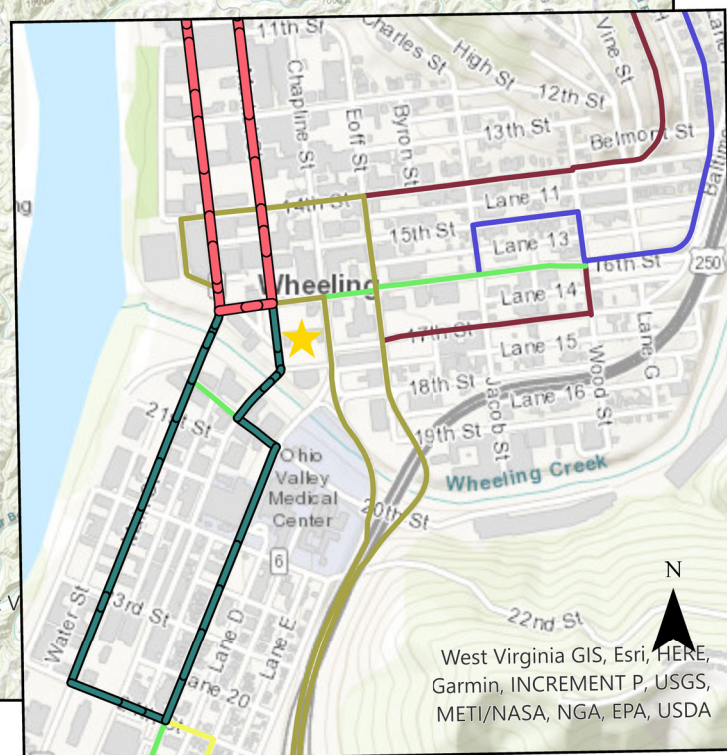 11th St
Chapline St
Charles St
High St
Vine St
12th St
Eoff St
Byron St
13th St
Belmont St
Lane 11
14th St
15th St
Lane 13
16th St
250
Wheeling
Lane 14
17th St
Lane 15
Lane G
18th St
Jacob St
Lane 16
Wood St
21st St
19th St
Ohio
Valley
Medical
Center
Wheeling Creek
20th St
6
N
Water St
3rd St
Lane D
Lane E
22nd St
ane 20
West Virginia GIS, Esri, HERE,
Garmin, INCREMENT P, USGS,
METI/NASA, NGA, EPA, USDA